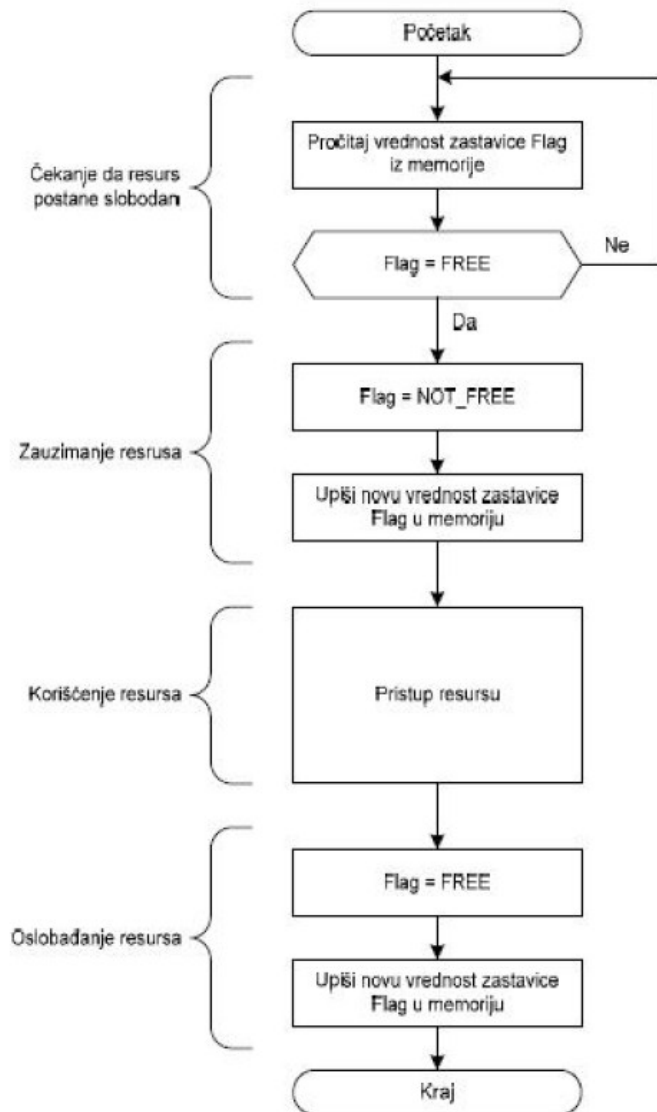 Početak
Čekanje da resurs
postane slobodan
Pročitaj vrednost zastavice Flag
iz memorije
Flag = FREE
Ne
Da
Zauzimanje resrusa
Flag = NOT_FREE
Upiši novu vrednost zastavice
Flag u memoriju
Korišćenje resursa
Pristup resursu
Oslobađanje resursa
Flag = FREE
Upiši novu vrednost zastavice
Flag u memoriju
Kraj